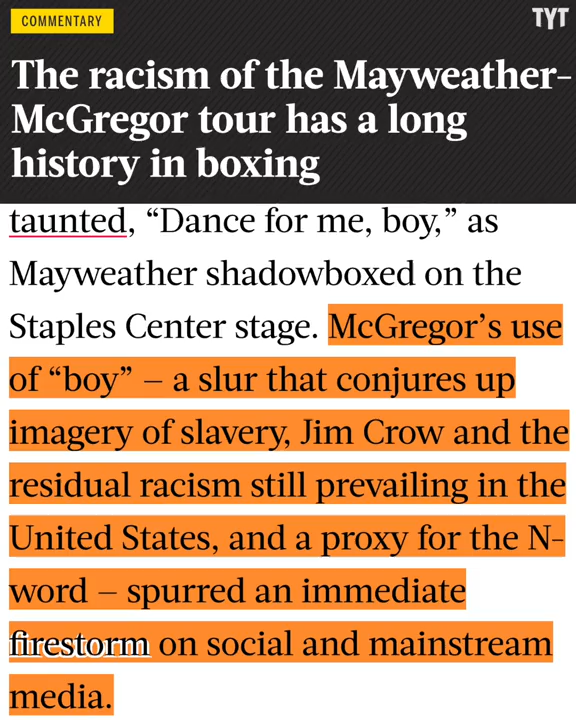 COMMENTARY
TYT
The racism of the Mayweather-
McGregor tour has a long
history in boxing
taunted, “Dance for me, boy,” as
Mayweather shadowboxed on the
Staples Center stage. McGregor’s use
of “boy” – a slur that conjures up
imagery of slavery, Jim Crow and the
residual racism still prevailing in the
United States, and a proxy for the N-
word – spurred an immediate
firestorm on social and mainstream
media.